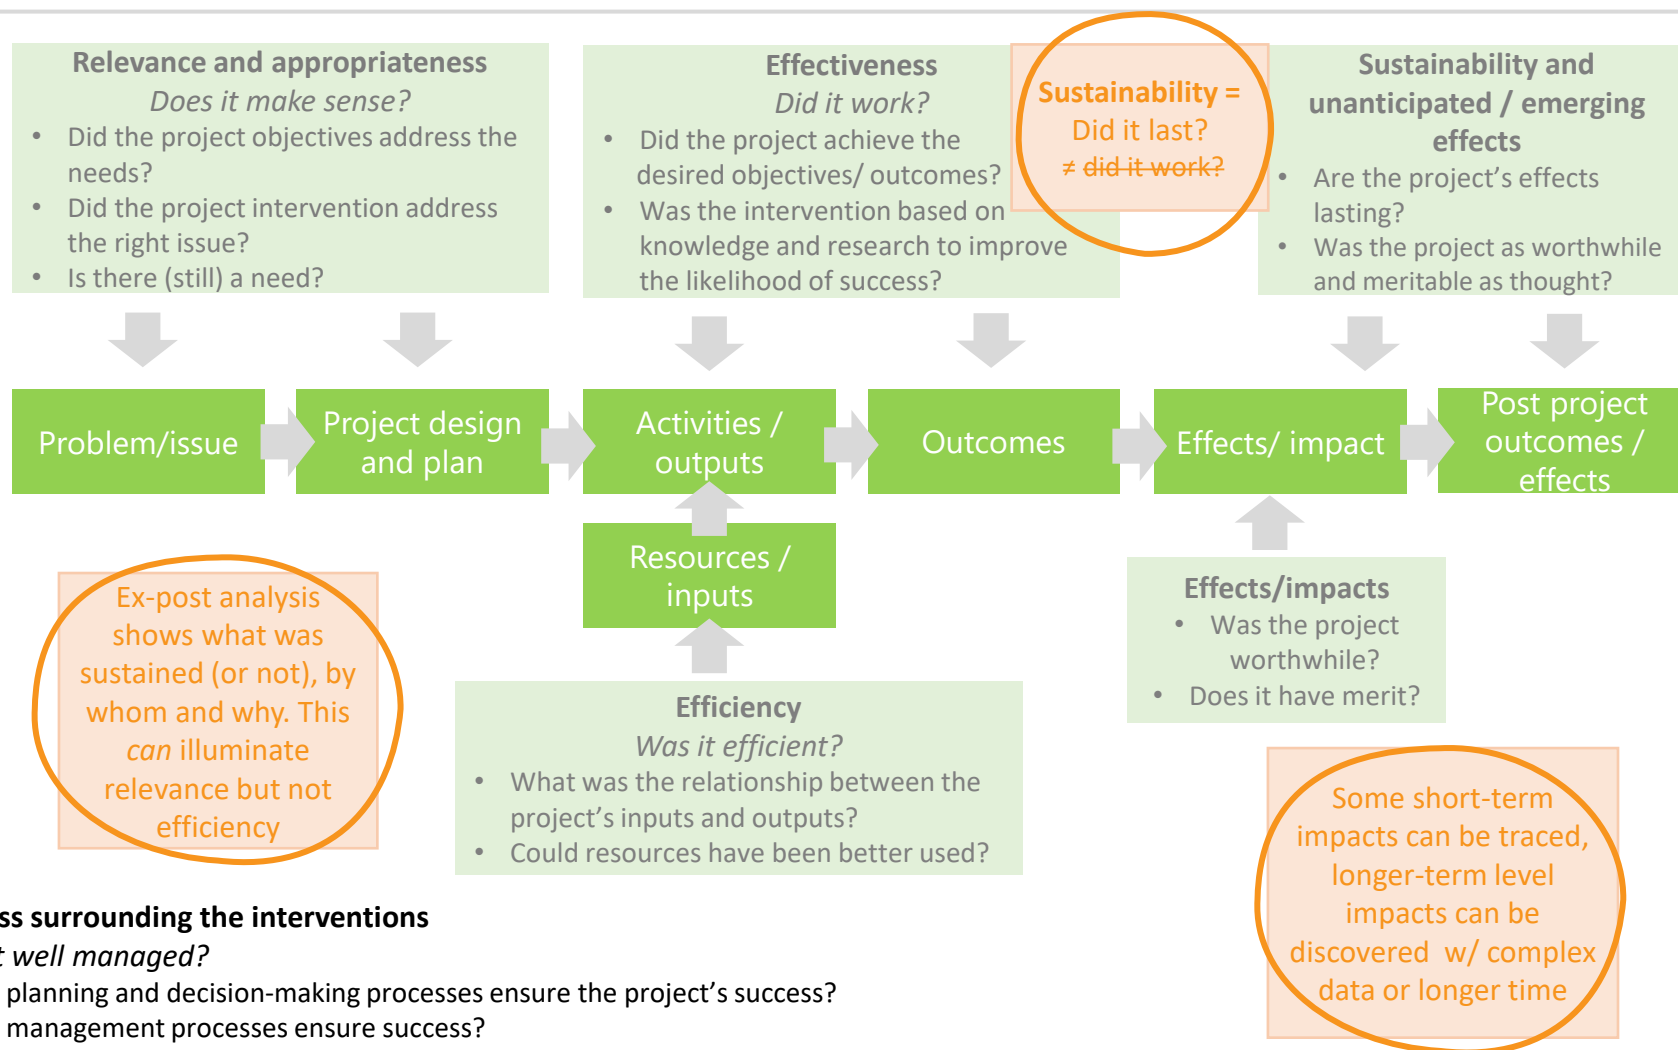 Relevance and appropriateness
Does it make sense?
• Did the project objectives address the
needs?
• Did the project intervention address
the right issue?
• Is there (still) a need?
Effectiveness
Did it work?
• Did the project achieve the
desired objectives/ outcomes?
• Was the intervention based on
knowledge and research to improve
the likelihood of success?
Sustainability =
Did it last?
≠ did it work?
Sustainability and
unanticipated / emerging
effects
• Are the project’s effects
lasting?
• Was the project as worthwhile
and meritable as thought?
Problem/issue
Project design
and plan
Activities /
outputs
Outcomes
Effects/ impact
Post project
outcomes /
effects
Resources /
inputs
Ex-post analysis
shows what was
sustained (or not), by
whom and why. This
can illuminate
relevance but not
efficiency
Efficiency
Was it efficient?
• What was the relationship between the
project’s inputs and outputs?
• Could resources have been better used?
Effects/impacts
• Was the project
worthwhile?
• Does it have merit?
Some short-term
impacts can be traced,
longer-term level
impacts can be
discovered w/ complex
data or longer time
ss surrounding the interventions
t well managed?
planning and decision-making processes ensure the project’s success?
management processes ensure success?